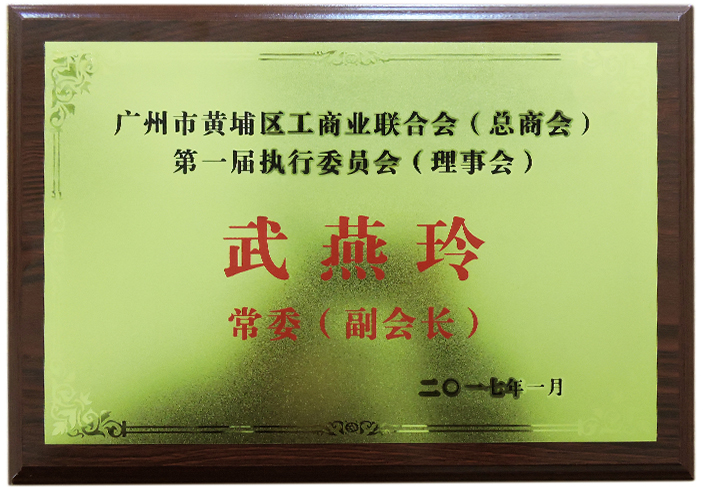 广州市黄埔区工商业联合会（总商会）
第一届执行委员会（理事会）
武燕玲
常委（副会长）
二〇一七年一月